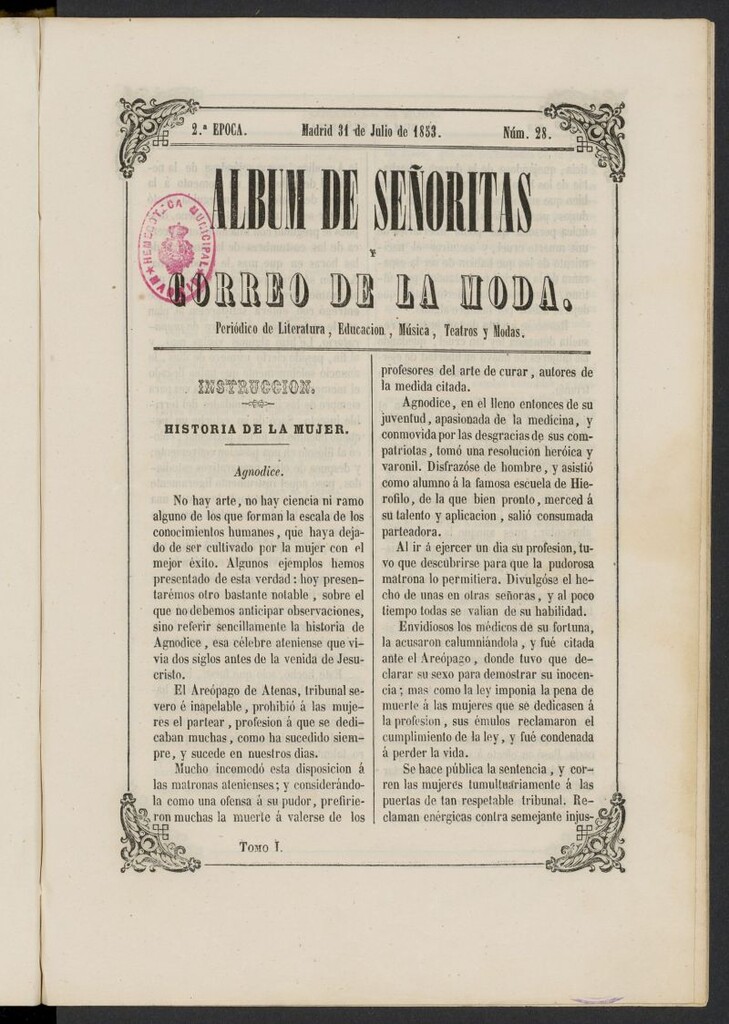 2.ª EPOCA. Madrid 31 de Julio de 1853. Núm. 28.
ALBUM DE SEÑORITAS
Y
CORREO DE LA MODA.
Periódico de Literatura, Educacion, Música, Teatros y Modas.
HEMEROTECA MUNICIPAL
INSTRUCCION.
HISTORIA DE LA MUJER.
Agnodice.
No hay arte, no hay ciencia ni ramo
alguno de los que forman la escala de los
conocimientos humanes, que haya deja-
do de ser cultivado por la mujer con el
mejor éxito. Algunos ejemplos hemos
presentado de esta verdad: hoy presen-
tarémos otro bastante notable, sobre el
que no debemos anticipar observaciones,
sino referir sencillamente la historia de
Agnodice, esa célebre ateniense que vi-
via dos siglos antes de la venida de Jesu-
cristo.
El Areópago de Atenas, tribunal se-
vero é inapelable, prohibió á las muje-
res el partear, profesion á que se dedi-
caban muchas, como ha sucedido siem-
pre, y sucede en nuestros dias.
Mucho incomodó esta disposicion á
las matronas atenienses; y considerándo-
la como una ofensa á su pudor, prefirie-
ron muchas la muerte á valerse de los
profesores del arte de curar, autores de
la medida citada.
Agnodice, en el lleno entonces de su
juventud, apasionada de la medicina, y
conmovida por las desgracias de sus com-
patriotas, tomó una resolucion heróica y
varonil. Disfrazóse de hombre, y asistió
como alumno á la famosa escuela de Hie-
rofilo, de la que bien pronto, merced á
su talento y aplicacion, salió consumada
parteadora.
Al ir á ejercer un dia su profesion, tu-
vo que descubrirse para que la pudorosa
matrona lo permitiera. Divulgóse el he-
cho de unas en otras señoras, y al poco
tiempo todas se valian de su habilidad.
Envidiosos los médicos de su fortuna,
la acusaron calumniándola, y fué citada
ante el Areópago, donde tuvo que de-
clarar su sexo para demostrar su inocen-
cia; mas como la ley imponia la pena de
muerte á las mujeres que se dedicasen á
la profesion, sus émulos reclamaron el
cumplimiento de la ley, y fué condenada
á perder la vida.
Se hace pública la sentencia, y cor-
ren las mujeres tumultuáriamente á las
puertas de tan respetable tribunal. Re-
claman enérgicas contra semejante injus-
TOMO I.